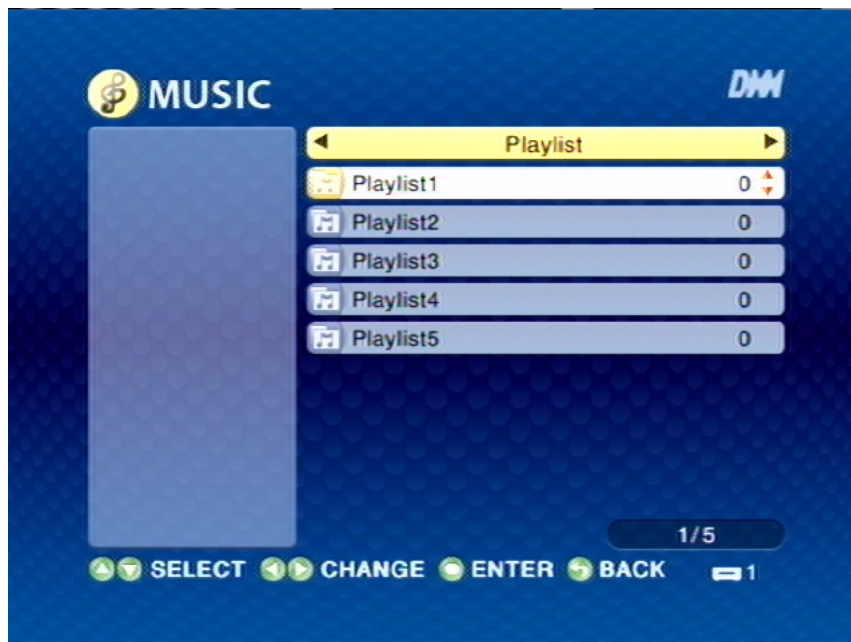 MUSIC
DMM
Playlist
Playlist1 0
Playlist2 0
Playlist3 0
Playlist4 0
Playlist5 0
1/5
SELECT CHANGE ENTER BACK 1